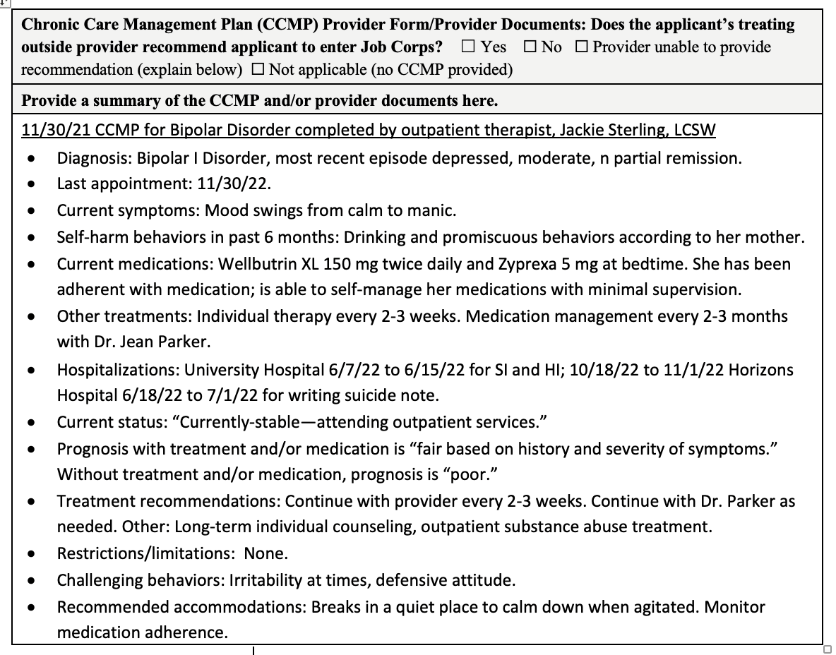 Chronic Care Management Plan (CCMP) Provider Form/Provider Documents: Does the applicant's treating
outside provider recommend applicant to enter Job Corps? ☐ Yes ☐ No ☐ Provider unable to provide
recommendation (explain below) ☐ Not applicable (no CCMP provided)
Provide a summary of the CCMP and/or provider documents here.
11/30/21 CCMP for Bipolar Disorder completed by outpatient therapist, Jackie Sterling, LCSW
• Diagnosis: Bipolar I Disorder, most recent episode depressed, moderate, n partial remission.
• Last appointment: 11/30/22.
• Current symptoms: Mood swings from calm to manic.
• Self-harm behaviors in past 6 months: Drinking and promiscuous behaviors according to her mother.
• Current medications: Wellbutrin XL 150 mg twice daily and Zyprexa 5 mg at bedtime. She has been
adherent with medication; is able to self-manage her medications with minimal supervision.
• Other treatments: Individual therapy every 2-3 weeks. Medication management every 2-3 months
with Dr. Jean Parker.
• Hospitalizations: University Hospital 6/7/22 to 6/15/22 for SI and HI; 10/18/22 to 11/1/22 Horizons
Hospital 6/18/22 to 7/1/22 for writing suicide note.
• Current status: "Currently-stable—attending outpatient services."
• Prognosis with treatment and/or medication is "fair based on history and severity of symptoms."
Without treatment and/or medication, prognosis is "poor."
• Treatment recommendations: Continue with provider every 2-3 weeks. Continue with Dr. Parker as
needed. Other: Long-term individual counseling, outpatient substance abuse treatment.
• Restrictions/limitations:  None.
• Challenging behaviors: Irritability at times, defensive attitude.
• Recommended accommodations: Breaks in a quiet place to calm down when agitated. Monitor
medication adherence.